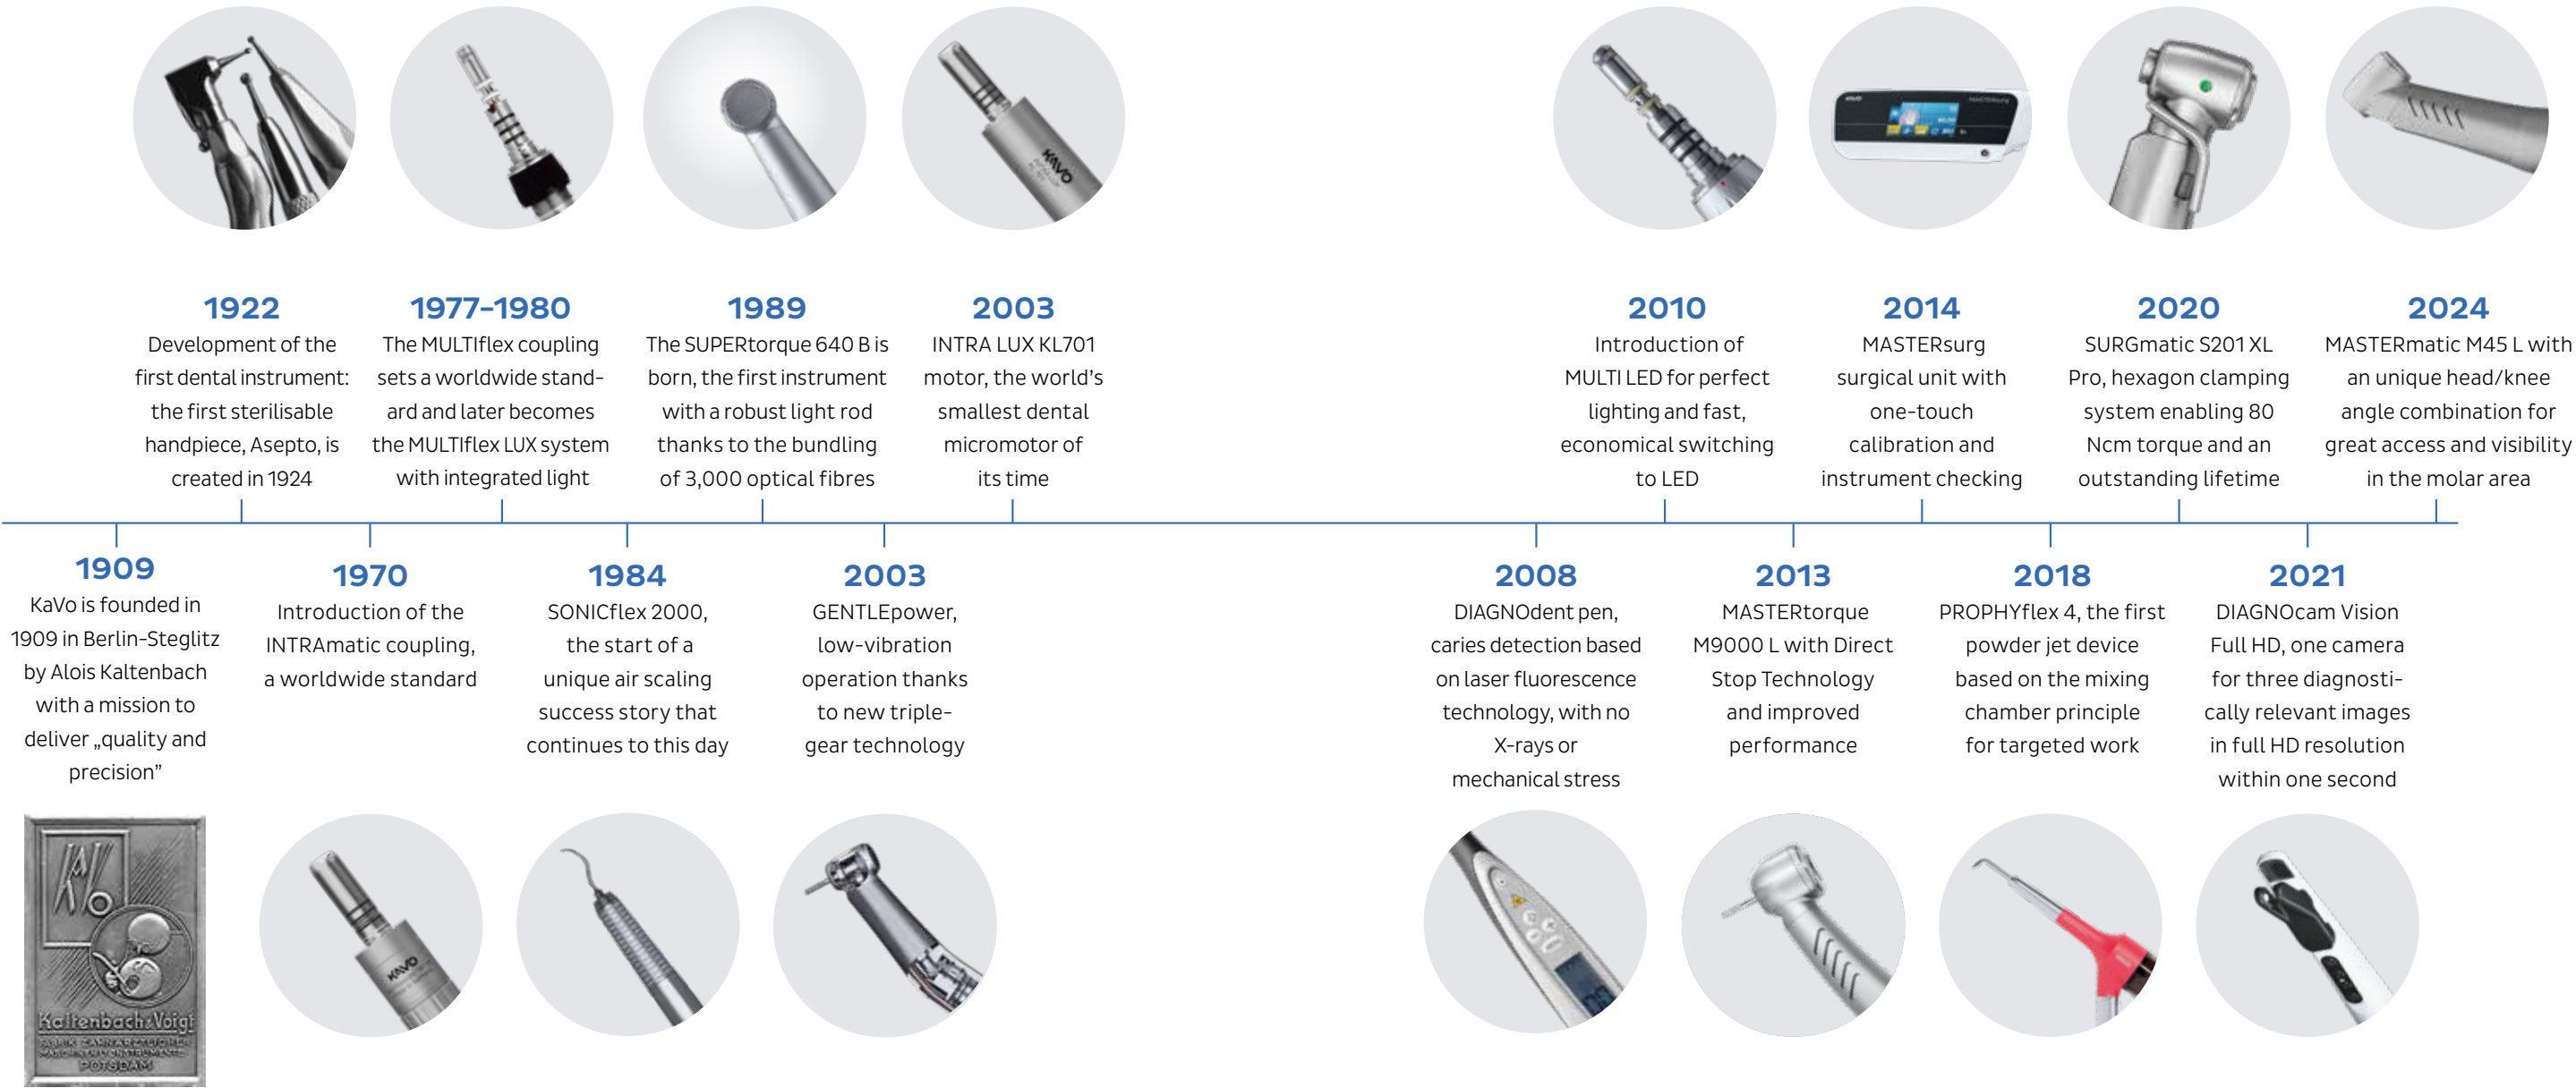 1922
Development of the
first dental instrument:
the first sterilisable
handpiece, Asepto, is
created in 1924
1977–1980
The MULTIflex coupling
sets a worldwide stand-
ard and later becomes
the MULTIflex LUX system
with integrated light
1989
The SUPERtorque 640 B is
born, the first instrument
with a robust light rod
thanks to the bundling
of 3,000 optical fibres
2003
INTRA LUX KL701
motor, the world’s
smallest dental
micromotor of
its time
KAVO
2010
Introduction of
MULTI LED for perfect
lighting and fast,
economical switching
to LED
2014
MASTERsurg
surgical unit with
one-touch
calibration and
instrument checking
2020
SURGmatic S201 XL
Pro, hexagon clamping
system enabling 80
Ncm torque and an
outstanding lifetime
2024
MASTERmatic M45 L with
an unique head/knee
angle combination for
great access and visibility
in the molar area
1909
KaVo is founded in
1909 in Berlin-Steglitz
by Alois Kaltenbach
with a mission to
deliver „quality and
precision”
1970
Introduction of the
INTRAmatic coupling,
a worldwide standard
1984
SONICflex 2000,
the start of a
unique air scaling
success story that
continues to this day
2003
GENTLEpower,
low-vibration
operation thanks
to new triple-
gear technology
2008
DIAGNOdent pen,
caries detection based
on laser fluorescence
technology, with no
X-rays or
mechanical stress
2013
MASTERtorque
M9000 L with Direct
Stop Technology
and improved
performance
2018
PROPHYflex 4, the first
powder jet device
based on the mixing
chamber principle
for targeted work
2021
DIAGNOcam Vision
Full HD, one camera
for three diagnosti-
cally relevant images
in full HD resolution
within one second
KAVO
Kaltenbach & Voigt
FABRIK ZAHNÄRZTLICHER
POTSDAM
KAVO